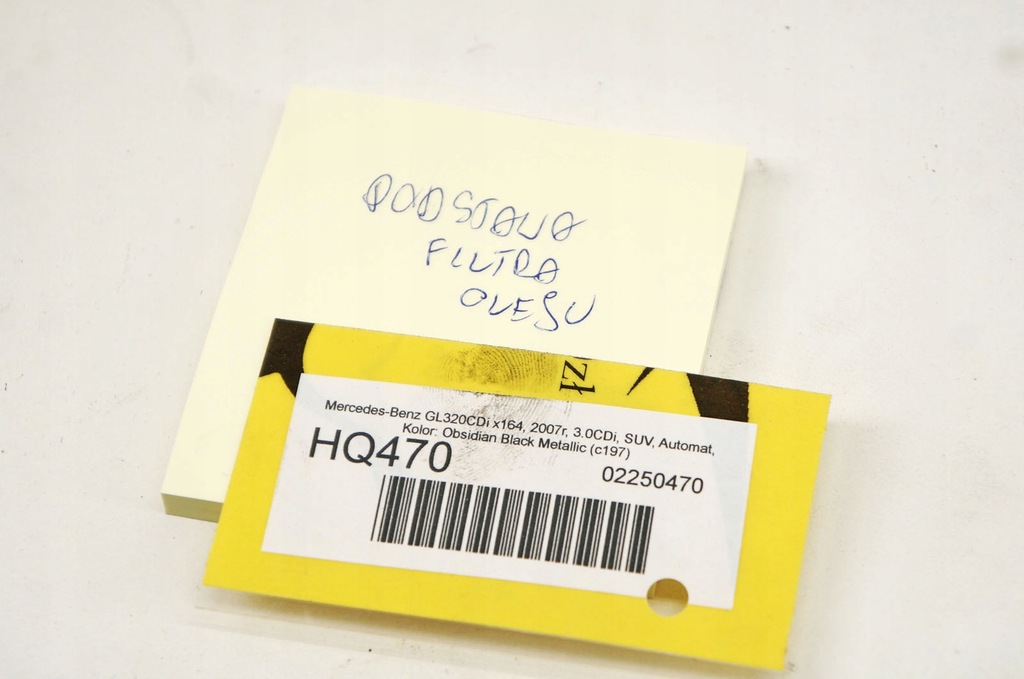 PODSTAWA
FILTRA
OLEJU
zł
Mercedes-Benz GL320CDi x164, 2007r, 3.0CDi, SUV, Automat,
Kolor: Obsidian Black Metallic (c197)
HQ470
02250470